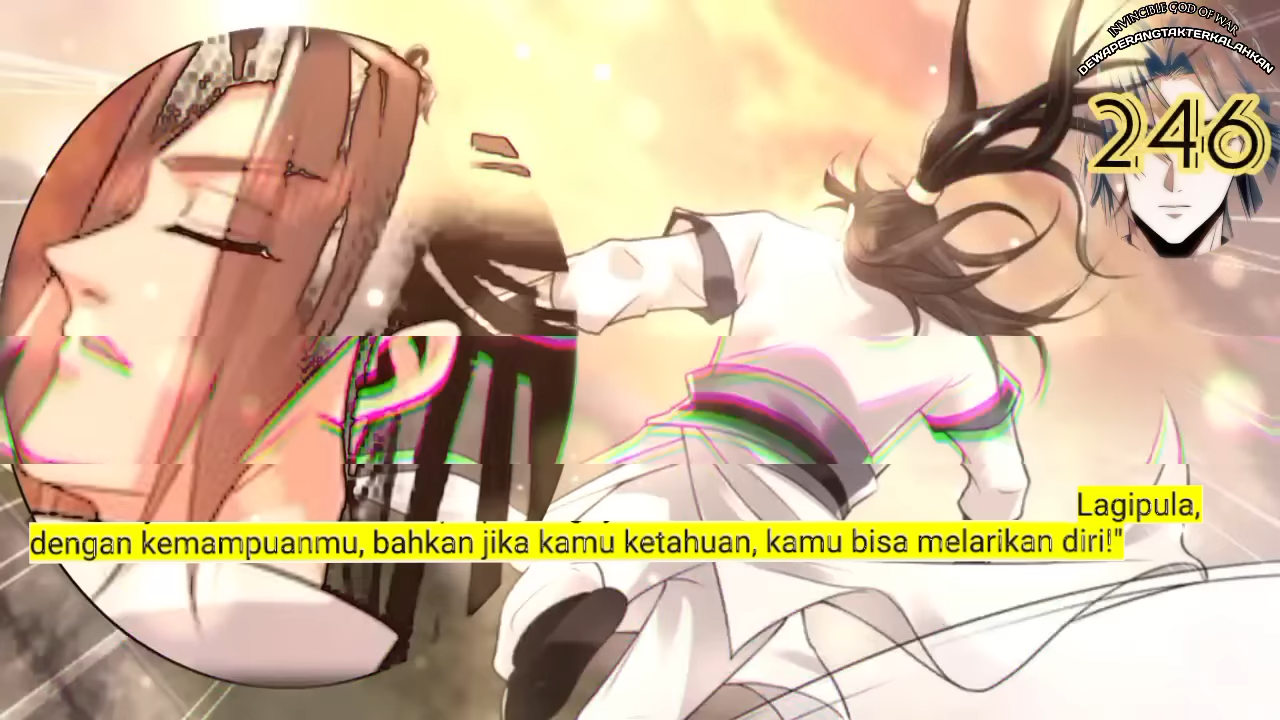 INVINCIBLE GOD OF WAR
DEWAPERANGTAKTERKALAHKAN
246
Lagipula,
dengan kemampuanmu, bahkan jika kamu ketahuan, kamu bisa melarikan diri!"